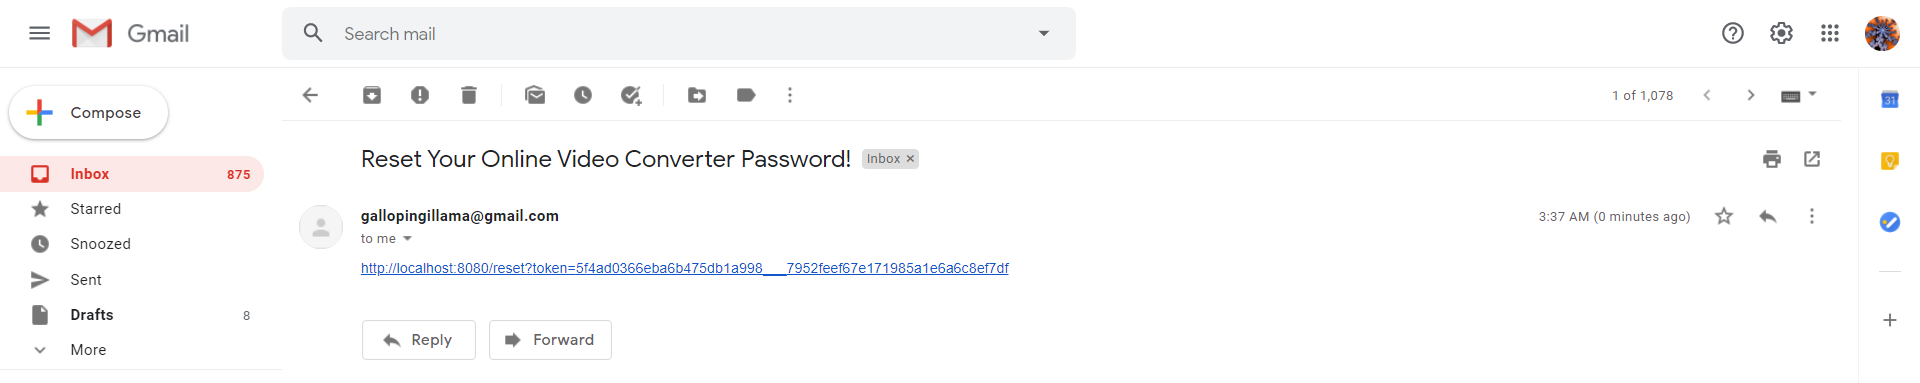 Gmail
Search mail
Compose
1 of 1,078
31
Reset Your Online Video Converter Password! Inbox ×
Inbox 875
Starred
gallopingillama@gmail.com 3:37 AM (0 minutes ago)
to me
Snoozed
http://localhost:8080/reset?token=5f4ad0366eba6b475db1a998___7952feef67e171985a1e6a6c8ef7df
Sent
Drafts 8
Reply Forward
More